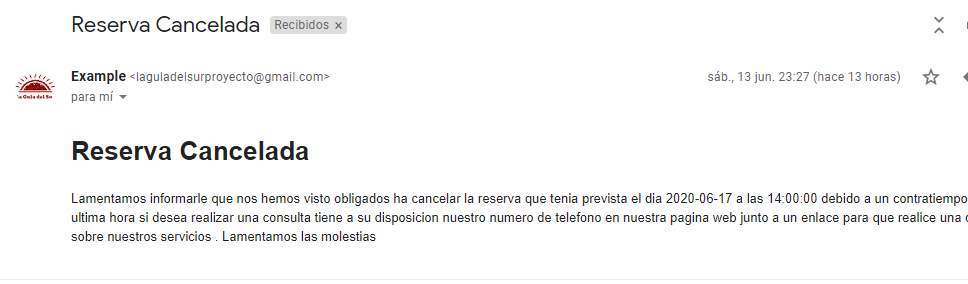 Reserva Cancelada Recibidos ×
Example <laguladelsurproyecto@gmail.com> sáb., 13 jun. 23:27 (hace 13 horas)
La Gula del Sur
para mí
Reserva Cancelada
Lamentamos informarle que nos hemos visto obligados ha cancelar la reserva que tenia prevista el dia 2020-06-17 a las 14:00:00 debido a un contratiempo
ultima hora si desea realizar una consulta tiene a su disposicion nuestro numero de telefono en nuestra pagina web junto a un enlace para que realice una
sobre nuestros servicios . Lamentamos las molestias